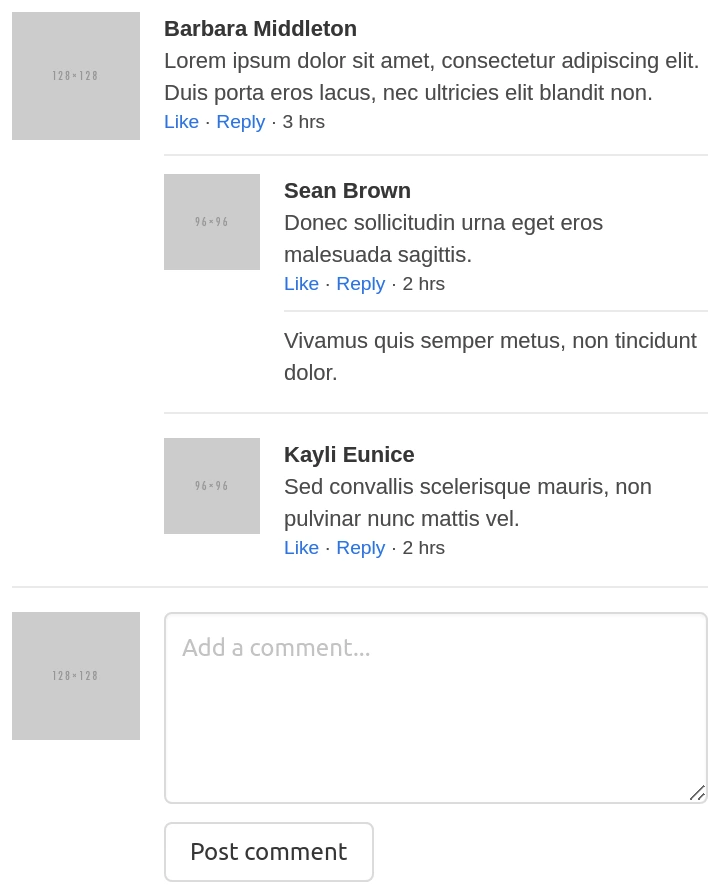 128×128
Barbara Middleton
Lorem ipsum dolor sit amet, consectetur adipiscing elit.
Duis porta eros lacus, nec ultricies elit blandit non.
Like · Reply · 3 hrs
96×96
Sean Brown
Donec sollicitudin urna eget eros
malesuada sagittis.
Like · Reply · 2 hrs
Vivamus quis semper metus, non tincidunt
dolor.
96×96
Kayli Eunice
Sed convallis scelerisque mauris, non
pulvinar nunc mattis vel.
Like · Reply · 2 hrs
128×128
Add a comment...
Post comment